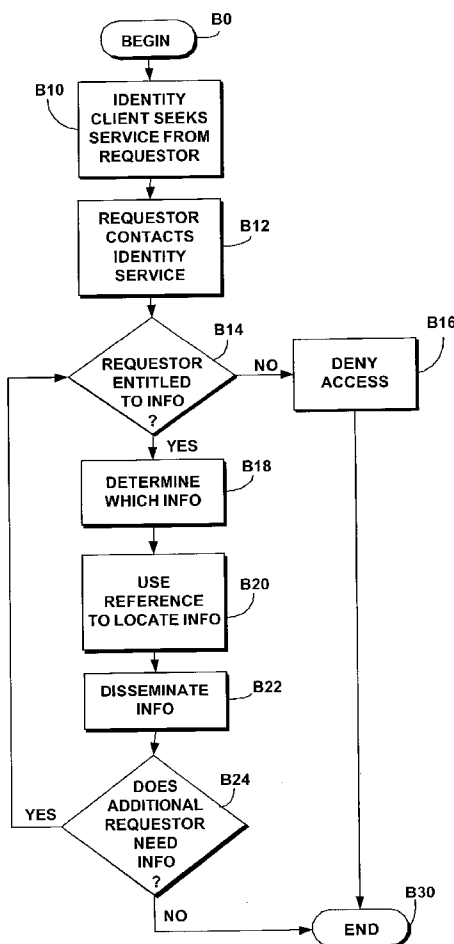 BEGIN
B0
B10
IDENTITY
CLIENT SEEKS
SERVICE FROM
REQUESTOR
REQUESTOR
CONTACTS
IDENTITY
SERVICE
B12
B14
REQUESTOR
ENTITLED
TO INFO
?
NO
B16
DENY
ACCESS
YES
DETERMINE
WHICH INFO
B18
USE
REFERENCE
TO LOCATE INFO
B20
DISSEMINATE
INFO
B22
B24
DOES
ADDITIONAL
REQUESTOR
NEED
INFO
?
YES
NO
END
B30